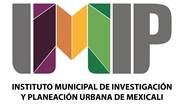 IMIP
INSTITUTO MUNICIPAL DE INVESTIGACIÓN
Y PLANEACIÓN URBANA DE MEXICALI